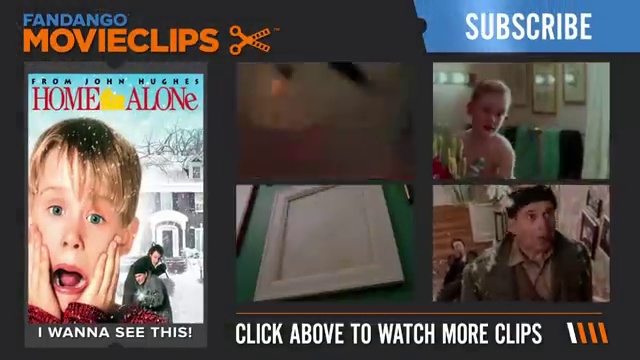 FANDANGO
MOVIECLIPS
SUBSCRIBE
FROM JOHN HUGHES
HOME ALONe
I WANNA SEE THIS!
CLICK ABOVE TO WATCH MORE CLIPS